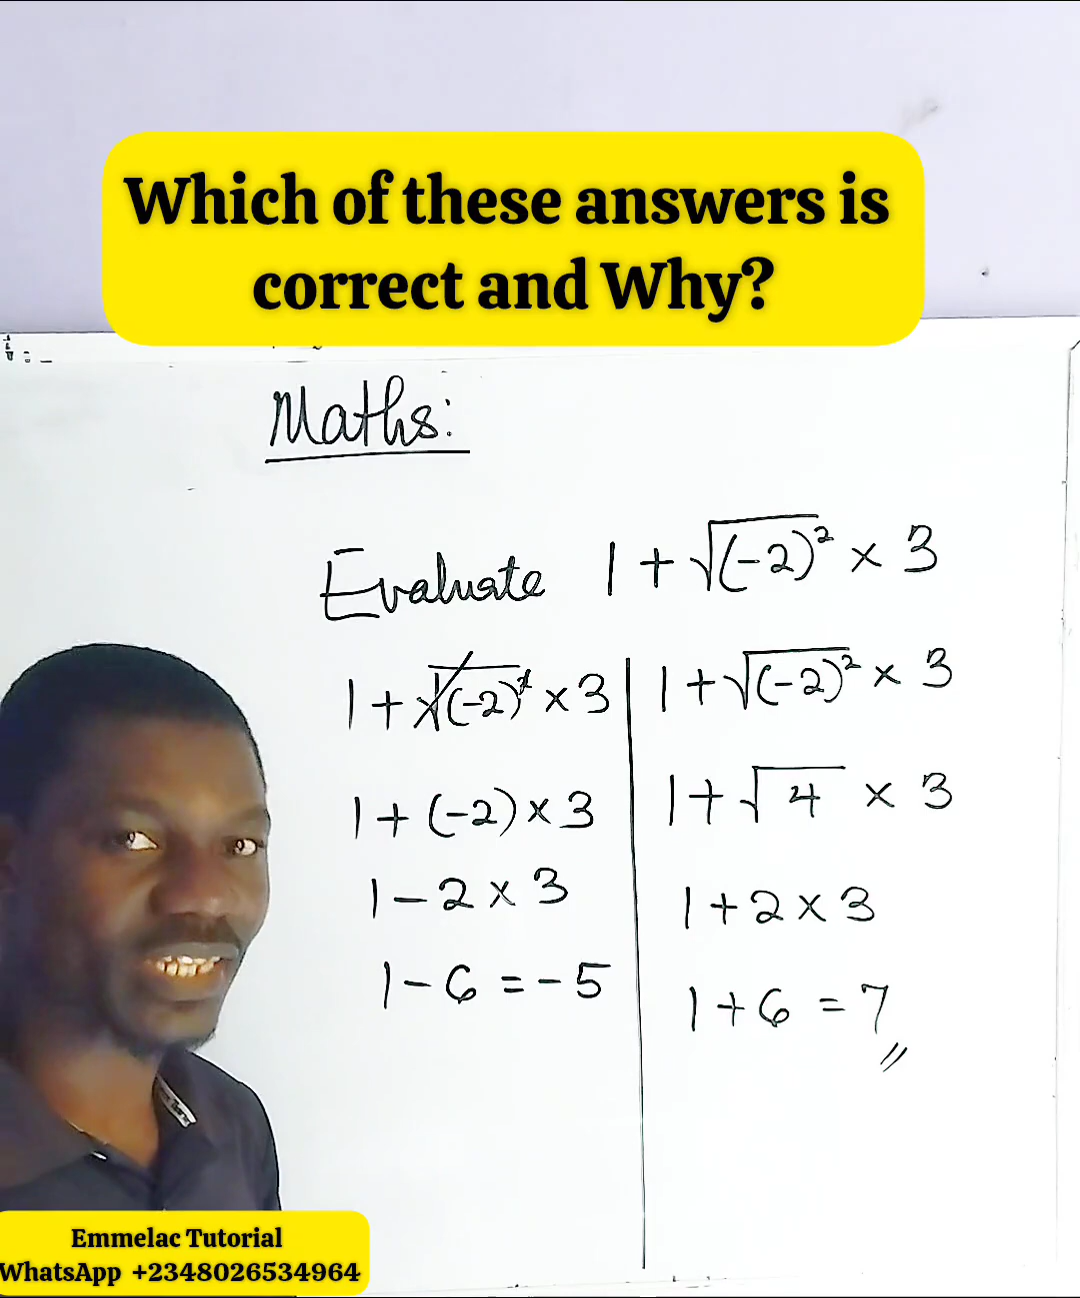 Which of these answers is
correct and Why?
Maths:
Evaluate 1 + √(-2)² × 3
1 + √(-2)² × 3
1 + (-2) × 3
1 - 2 × 3
1 - 6 = - 5
1 + √(-2)² × 3
1 + √4 × 3
1 + 2 × 3
1 + 6 = 7
Emmelac Tutorial
WhatsApp +2348026534964